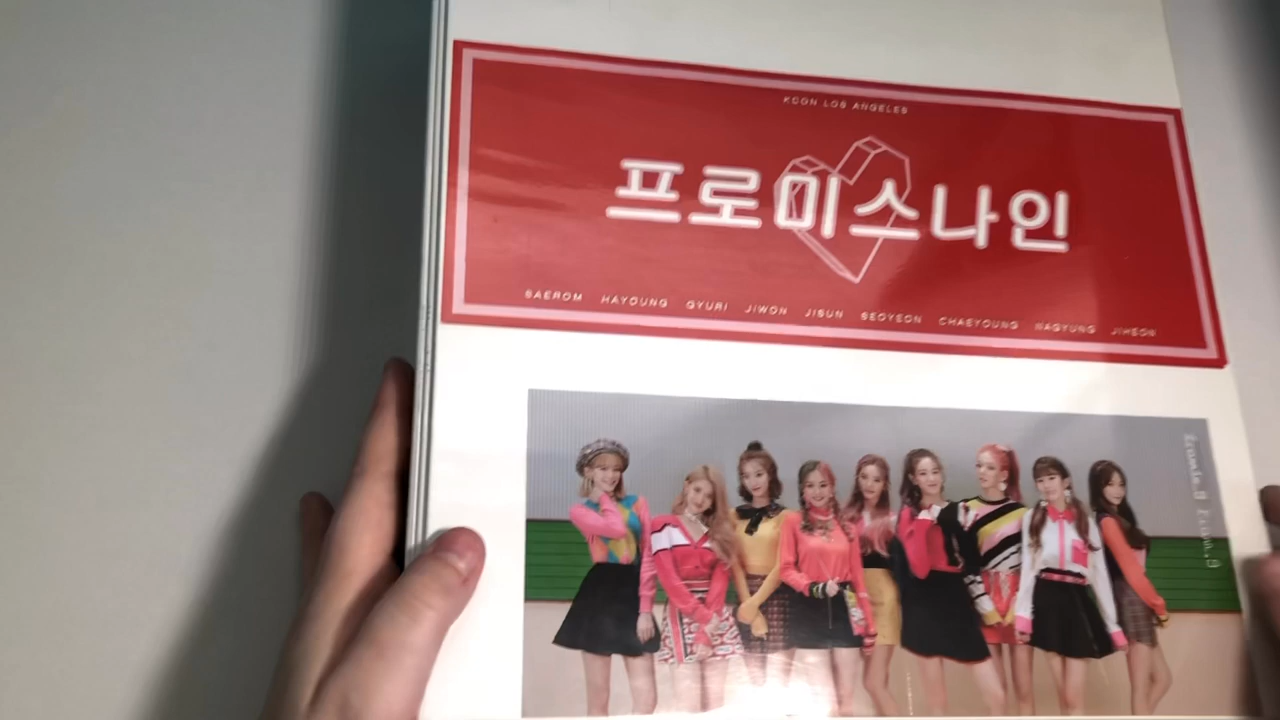 KCON LOS ANGELES
프로미스나인
SAEROM HAYOUNG GYURI JIWON JISUN SEOYEON CHAEYOUNG NAGYUNG JIHEON